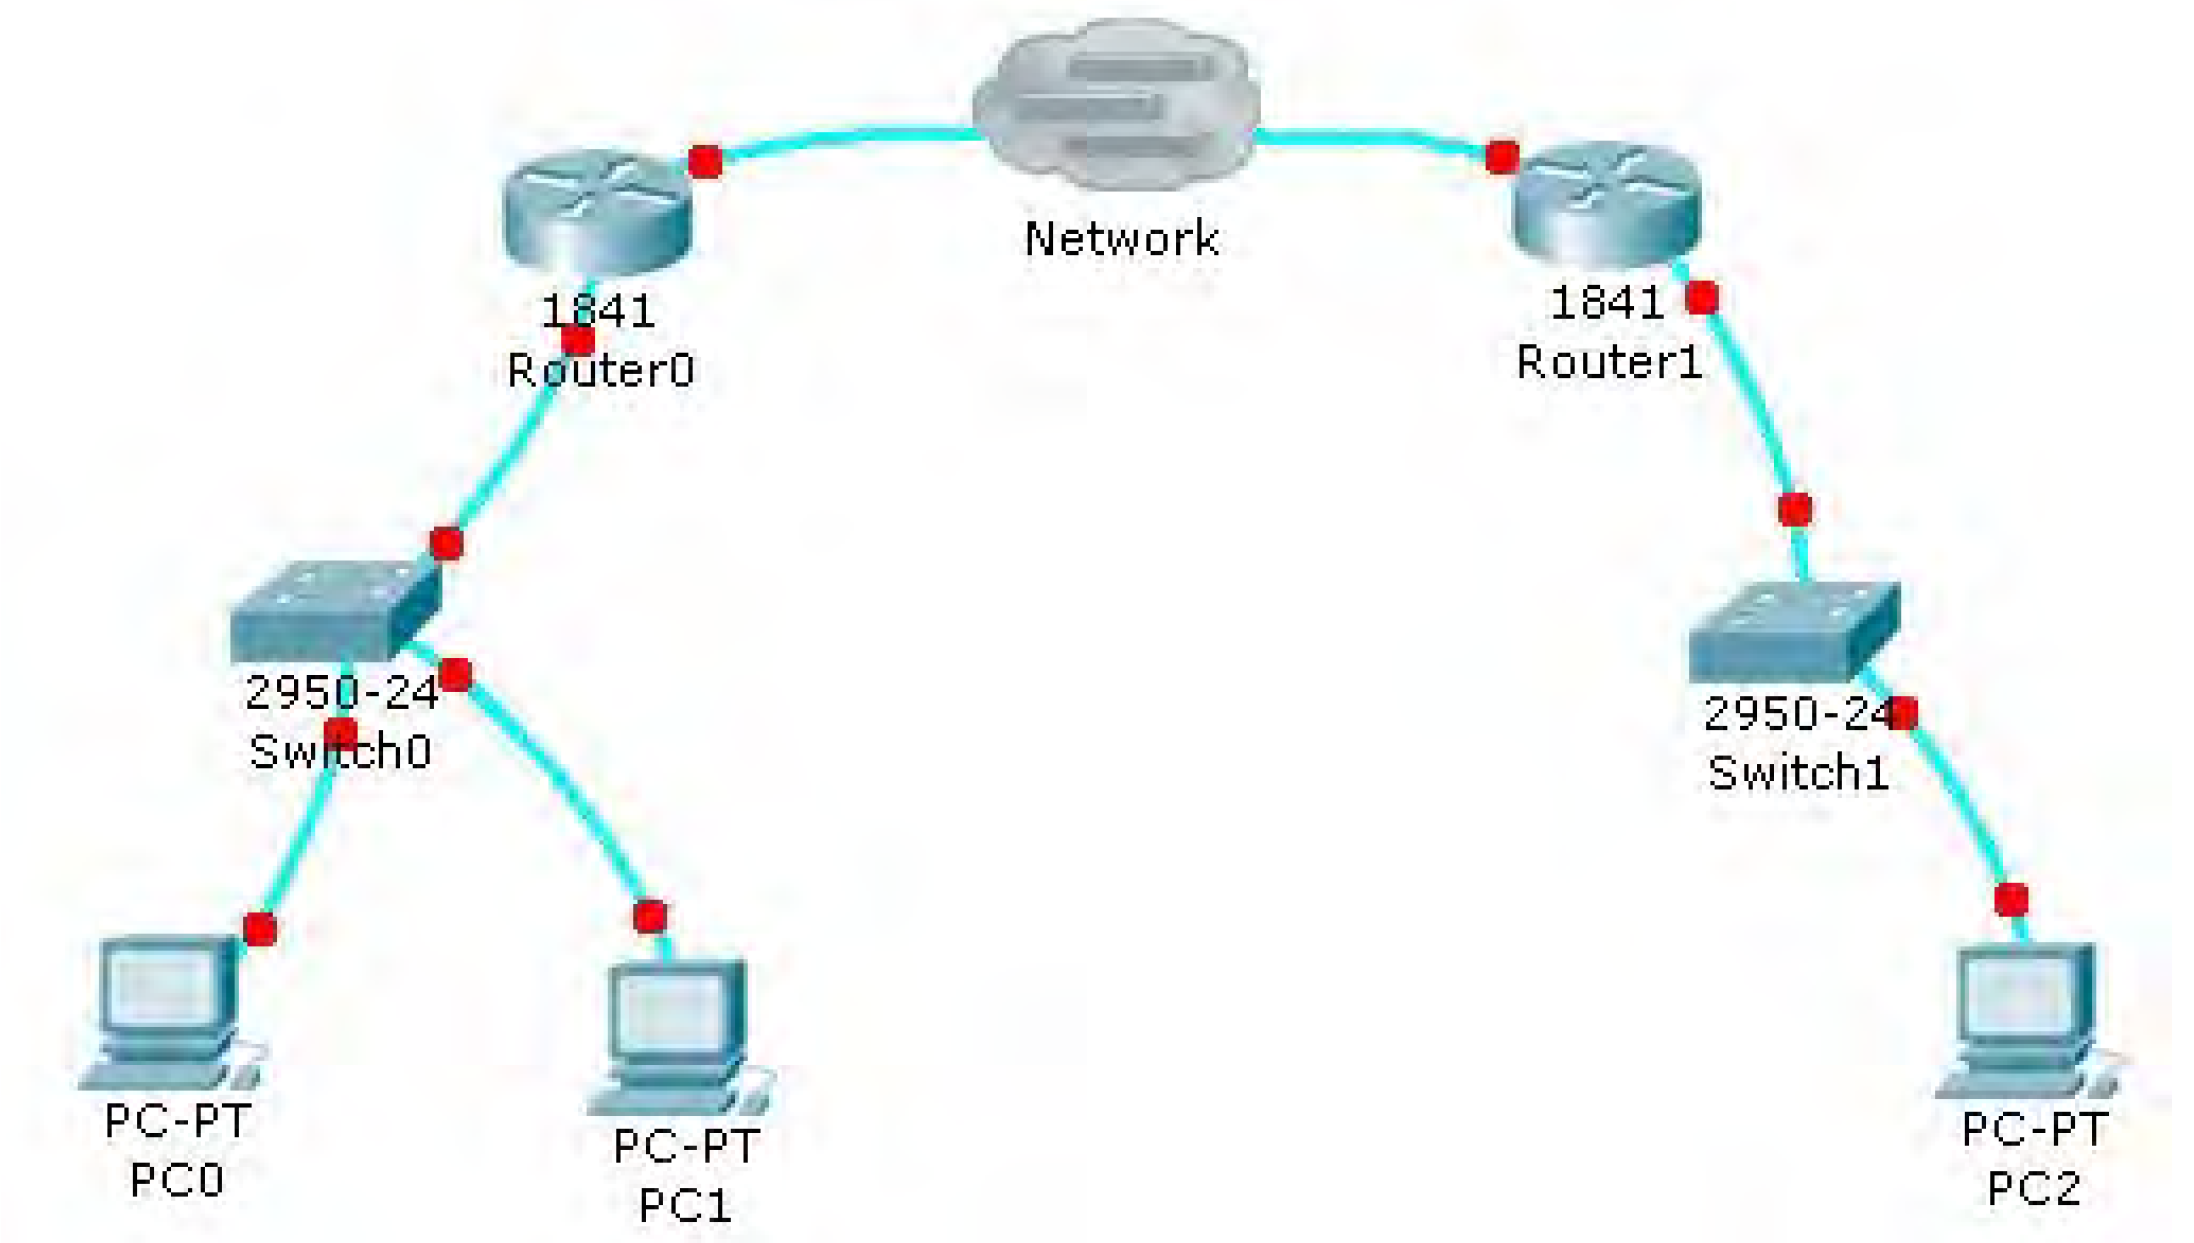 Network
1841
Router0
1841
Router1
2950-24
Switch0
2950-24
Switch1
PC-PT
PC0
PC-PT
PC1
PC-PT
PC2